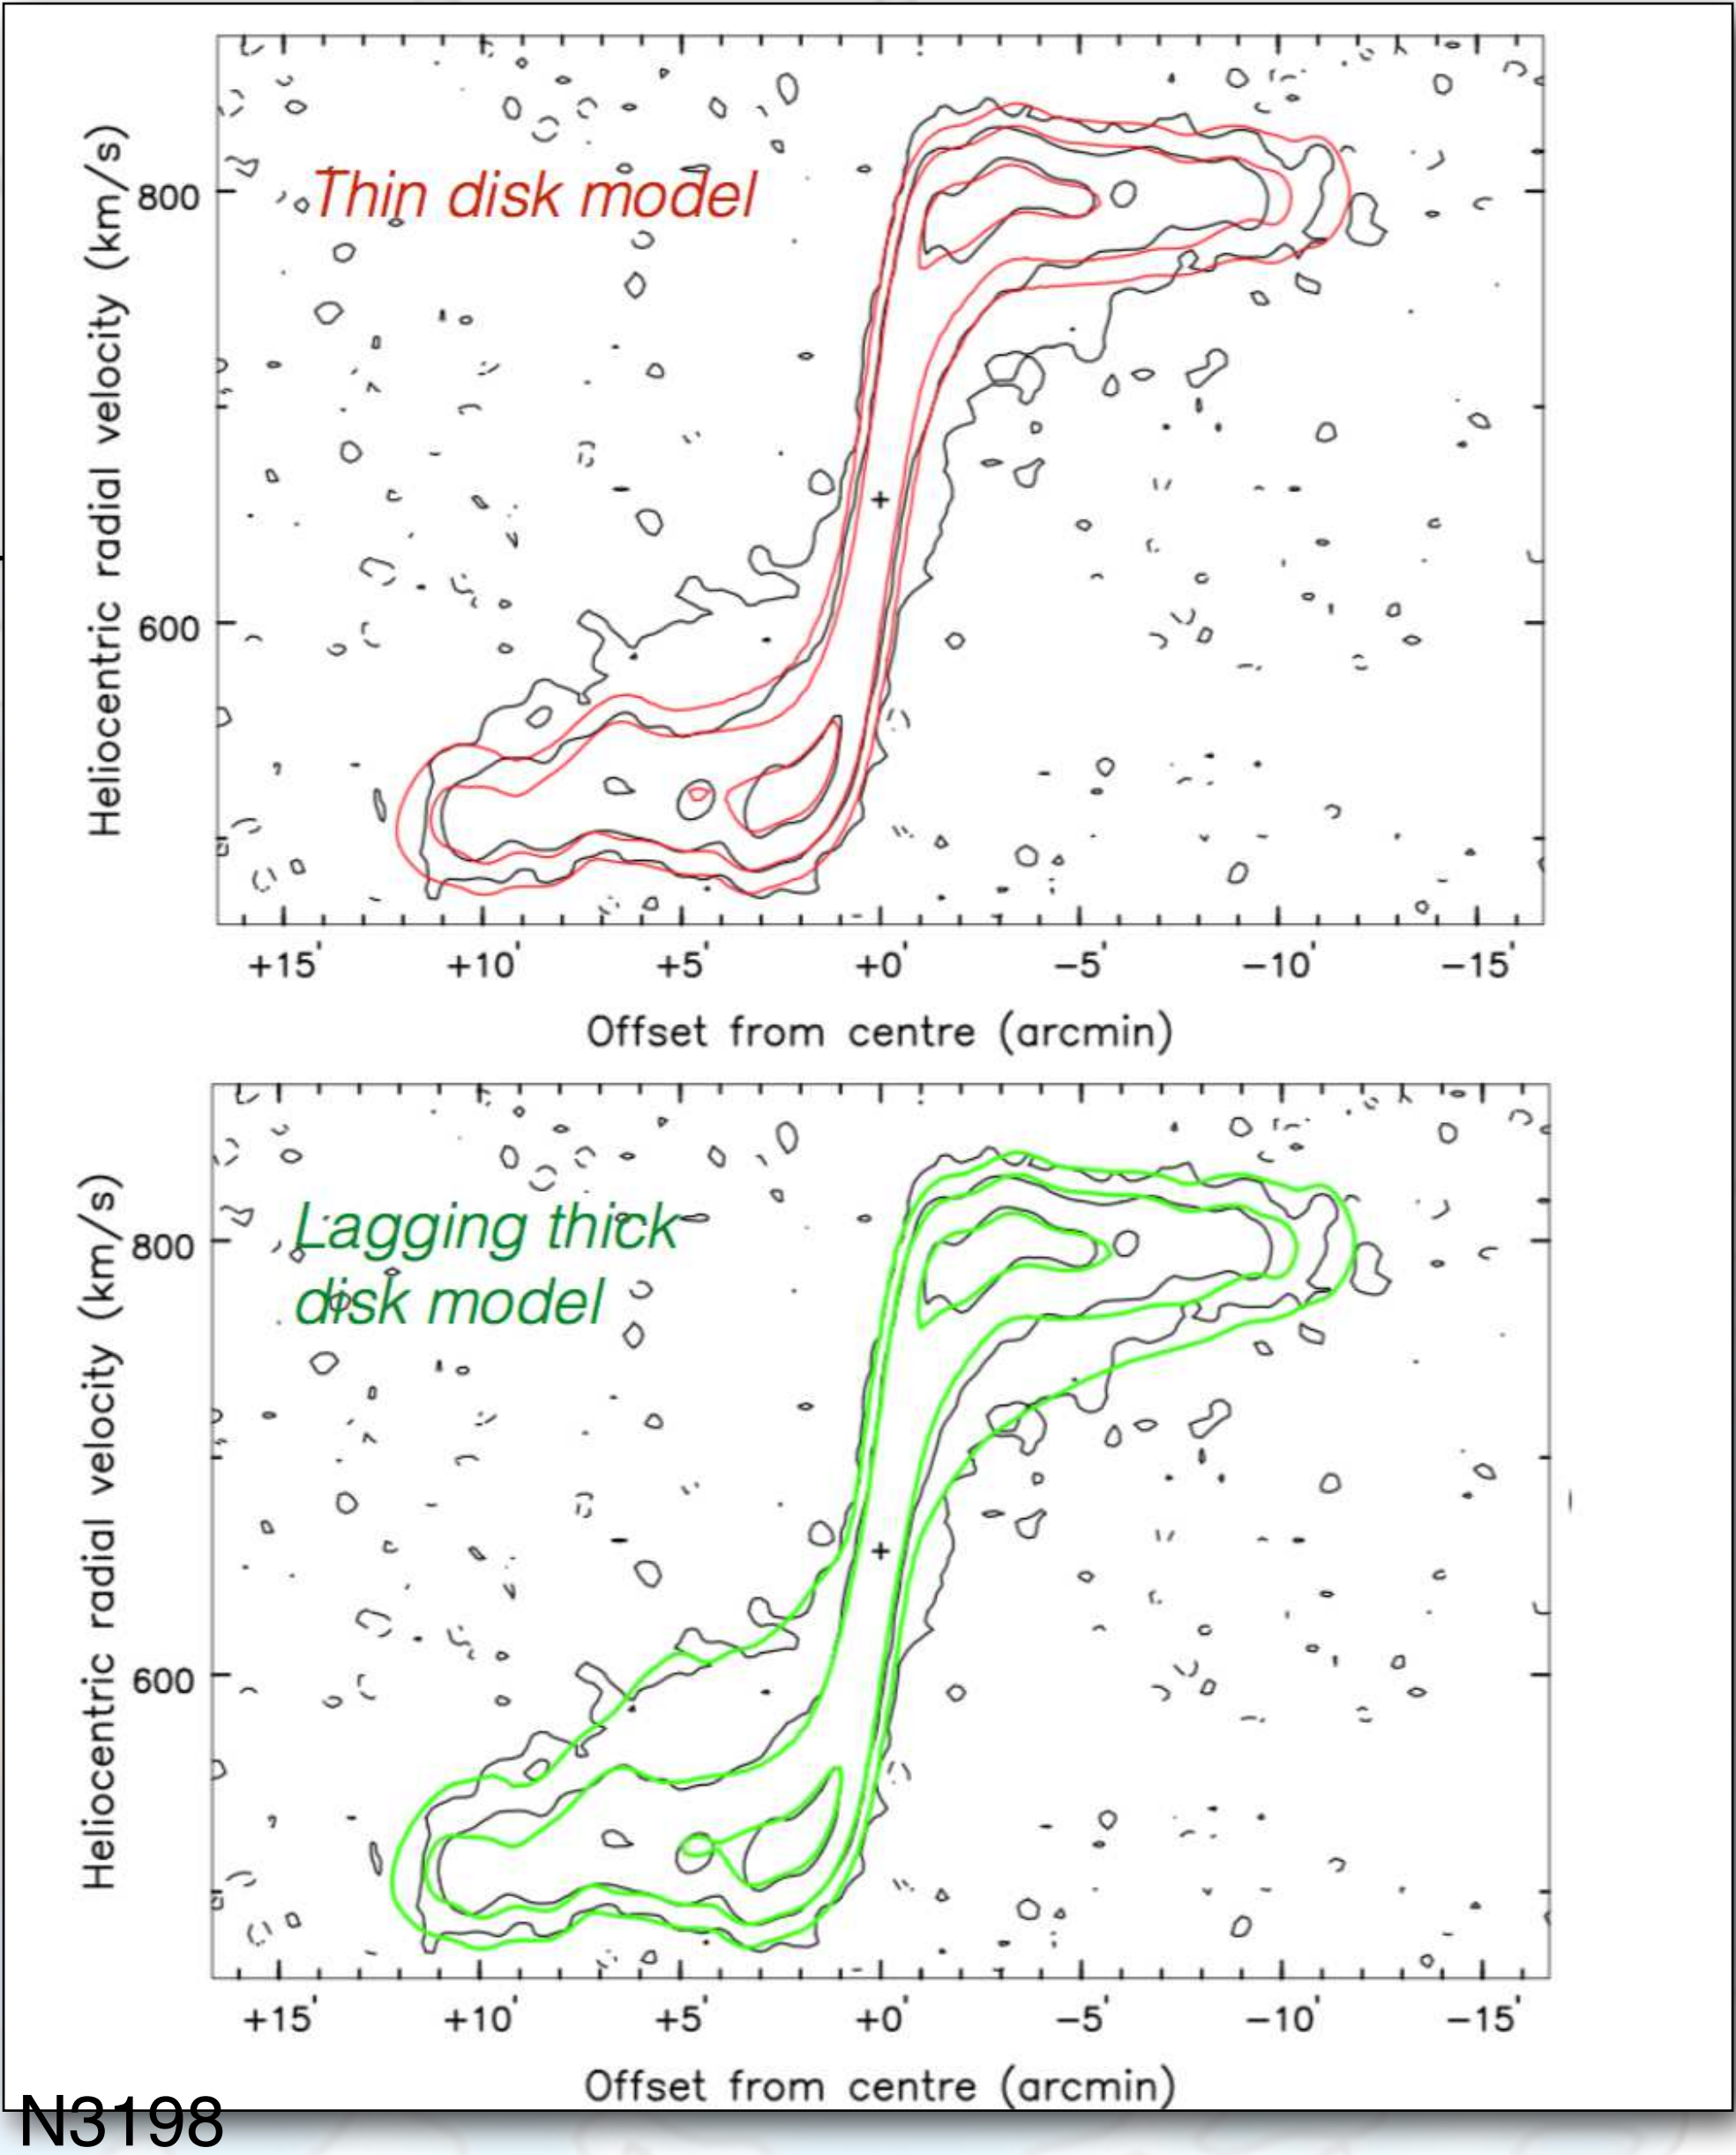 Thin disk model
800
600
Heliocentric radial velocity (km/s)
+15' +10' +5' +0' −5' −10' −15'
Offset from centre (arcmin)
Lagging thick
disk model
800
600
Heliocentric radial velocity (km/s)
+15' +10' +5' +0' −5' −10' −15'
Offset from centre (arcmin)
N3198